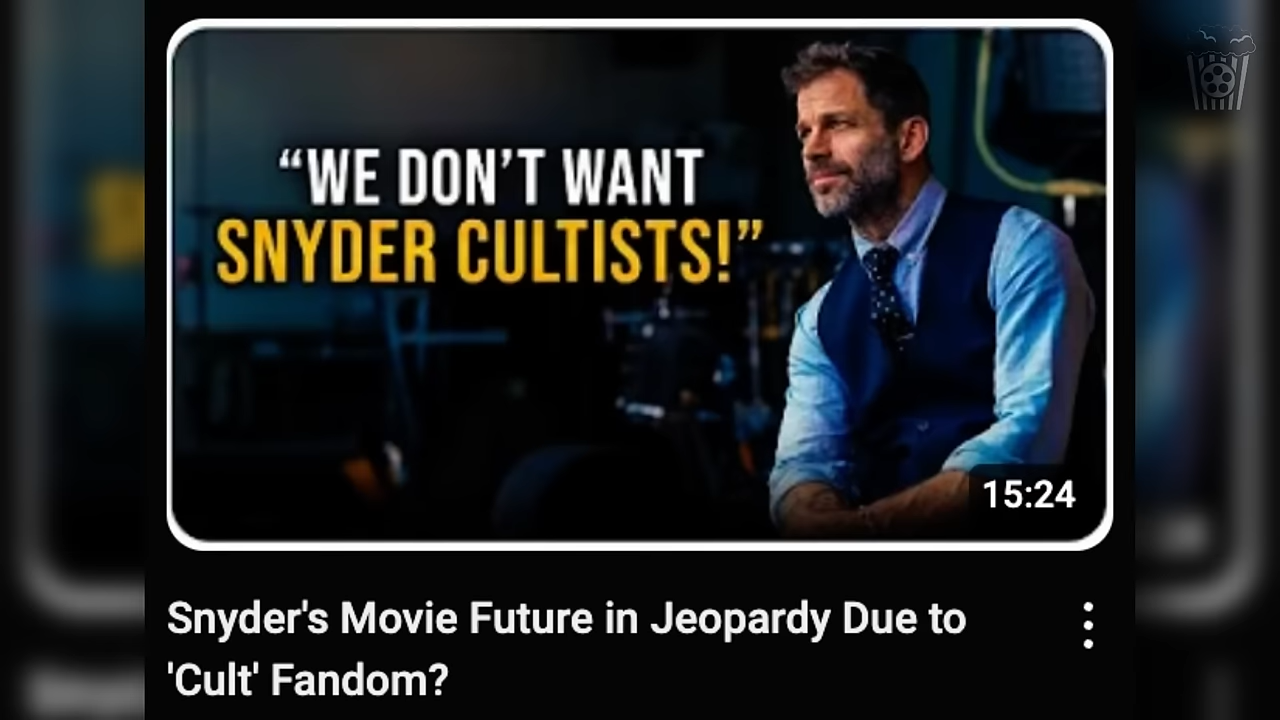 “WE DON’T WANT
SNYDER CULTISTS!”
15:24
Snyder's Movie Future in Jeopardy Due to
'Cult' Fandom?